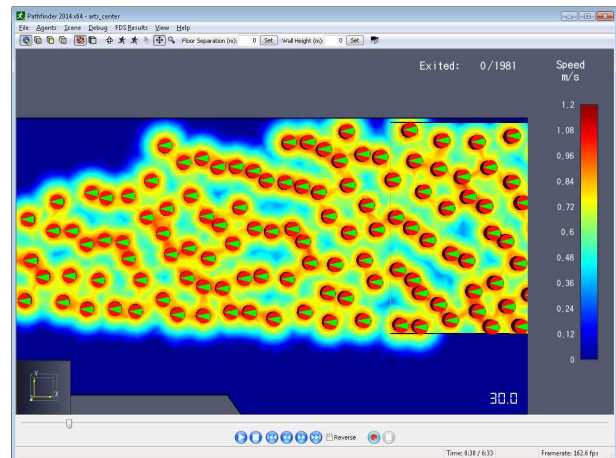 Pathfinder 2014 x64 - arts_center
File Agents Scene Debug FDS Results View Help
Floor Separation (m): 0 Set Wall Height (m): 0 Set
Exited: 0/1981
Speed
m/s
1.2
1.08
0.96
0.84
0.72
0.6
0.48
0.36
0.24
0.12
0
Y
X
30.0
Reverse
Time: 0:30 / 6:33 Framerate: 162.6 fps